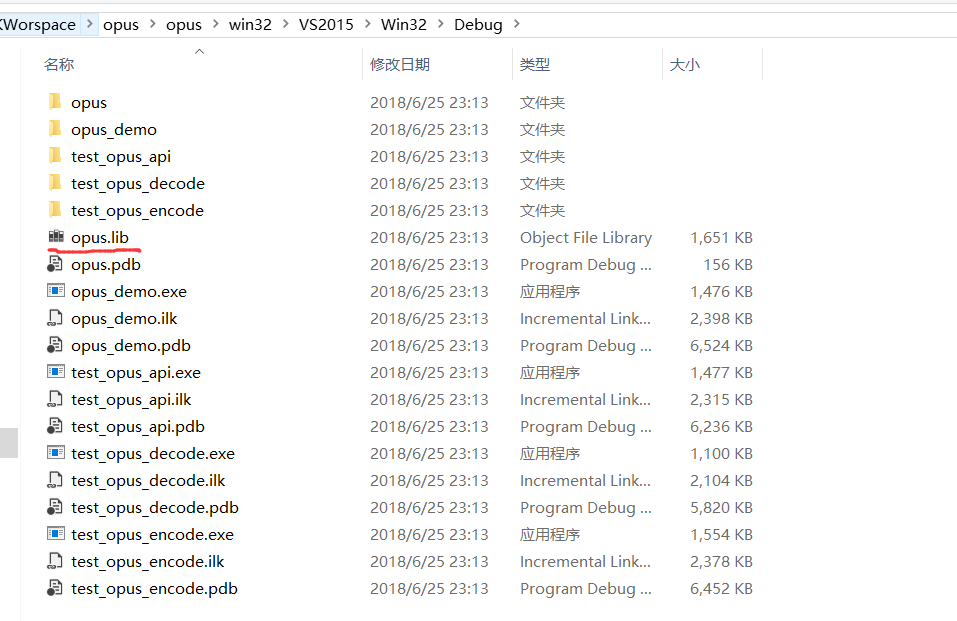 KWorspace > opus > opus > win32 > VS2015 > Win32 > Debug >
名称 修改日期 类型 大小
opus 2018/6/25 23:13 文件夹
opus_demo 2018/6/25 23:13 文件夹
test_opus_api 2018/6/25 23:13 文件夹
test_opus_decode 2018/6/25 23:13 文件夹
test_opus_encode 2018/6/25 23:13 文件夹
opus.lib 2018/6/25 23:13 Object File Library 1,651 KB
opus.pdb 2018/6/25 23:13 Program Debug ... 156 KB
opus_demo.exe 2018/6/25 23:13 应用程序 1,476 KB
opus_demo.ilk 2018/6/25 23:13 Incremental Link... 2,398 KB
opus_demo.pdb 2018/6/25 23:13 Program Debug ... 6,524 KB
test_opus_api.exe 2018/6/25 23:13 应用程序 1,477 KB
test_opus_api.ilk 2018/6/25 23:13 Incremental Link... 2,315 KB
test_opus_api.pdb 2018/6/25 23:13 Program Debug ... 6,236 KB
test_opus_decode.exe 2018/6/25 23:13 应用程序 1,100 KB
test_opus_decode.ilk 2018/6/25 23:13 Incremental Link... 2,104 KB
test_opus_decode.pdb 2018/6/25 23:13 Program Debug ... 5,820 KB
test_opus_encode.exe 2018/6/25 23:13 应用程序 1,554 KB
test_opus_encode.ilk 2018/6/25 23:13 Incremental Link... 2,378 KB
test_opus_encode.pdb 2018/6/25 23:13 Program Debug ... 6,452 KB